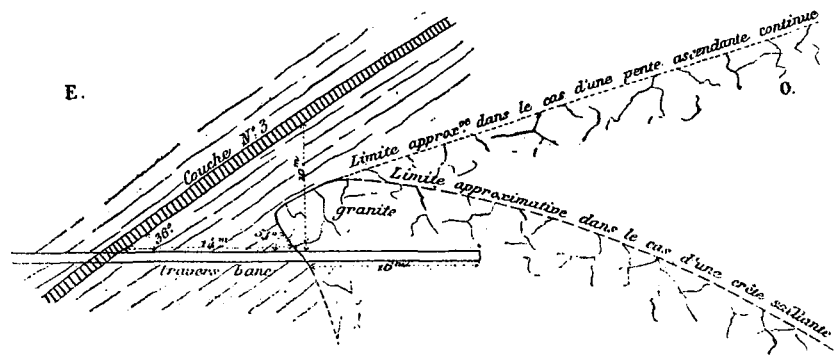 E.
O.
Couche Nº 3
Limite approx.ve dans le cas d'une pente ascendante continue
Limite approximative dans le cas d'une crête saillante
granite
36°
14m
travers banc